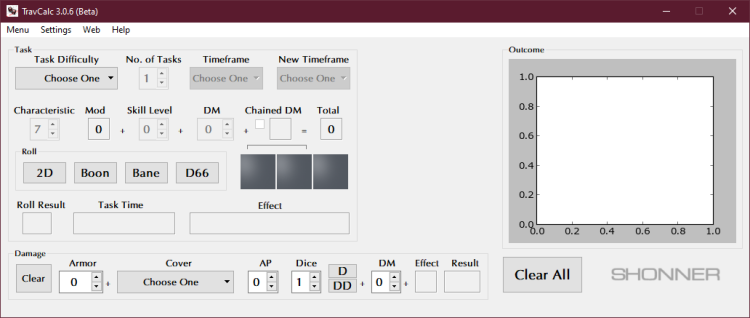 TravCalc 3.0.6 (Beta)
Menu Settings Web Help
Task
Task Difficulty No. of Tasks Timeframe New Timeframe
Choose One 1 Choose One Choose One
Characteristic Mod Skill Level DM Chained DM Total
7 0 + 0 + 0 + = 0
Roll
2D Boon Bane D66
Roll Result Task Time Effect
Outcome
1.0
0.8
0.6
0.4
0.2
0.0
0.0 0.2 0.4 0.6 0.8 1.0
Damage
Armor Cover AP Dice DM Effect Result
Clear 0 + Choose One 0 1 D DD + 0 +
Clear All
SHONNER